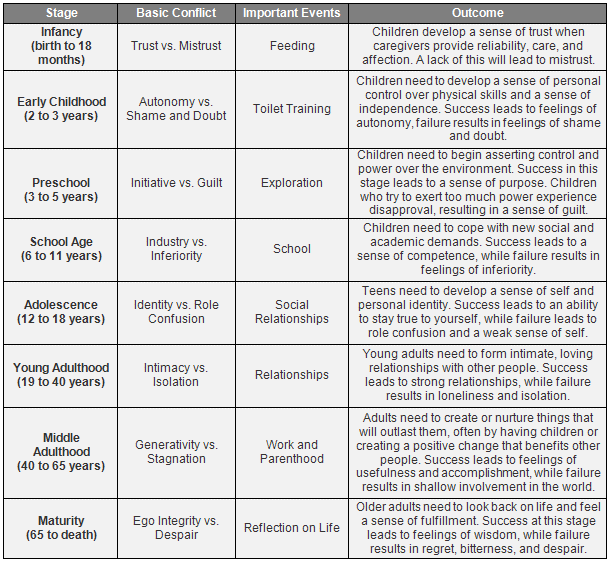 Stage Basic Conflict Important Events Outcome
Infancy
(birth to 18
months)
Trust vs. Mistrust
Feeding
Children develop a sense of trust when
caregivers provide reliability, care, and
affection. A lack of this will lead to mistrust.
Early Childhood
(2 to 3 years)
Autonomy vs.
Shame and Doubt
Toilet Training
Children need to develop a sense of personal
control over physical skills and a sense of
independence. Success leads to feelings of
autonomy, failure results in feelings of shame
and doubt.
Preschool
(3 to 5 years)
Initiative vs. Guilt
Exploration
Children need to begin asserting control and
power over the environment. Success in this
stage leads to a sense of purpose. Children
who try to exert too much power experience
disapproval, resulting in a sense of guilt.
School Age
(6 to 11 years)
Industry vs.
Inferiority
School
Children need to cope with new social and
academic demands. Success leads to a
sense of competence, while failure results in
feelings of inferiority.
Adolescence
(12 to 18 years)
Identity vs. Role
Confusion
Social
Relationships
Teens need to develop a sense of self and
personal identity. Success leads to an ability
to stay true to yourself, while failure leads to
role confusion and a weak sense of self.
Young Adulthood
(19 to 40 years)
Intimacy vs.
Isolation
Relationships
Young adults need to form intimate, loving
relationships with other people. Success
leads to strong relationships, while failure
results in loneliness and isolation.
Middle
Adulthood
(40 to 65 years)
Generativity vs.
Stagnation
Work and
Parenthood
Adults need to create or nurture things that
will outlast them, often by having children or
creating a positive change that benefits other
people. Success leads to feelings of
usefulness and accomplishment, while failure
results in shallow involvement in the world.
Maturity
(65 to death)
Ego Integrity vs.
Despair
Reflection on Life
Older adults need to look back on life and feel
a sense of fulfillment. Success at this stage
leads to feelings of wisdom, while failure
results in regret, bitterness, and despair.